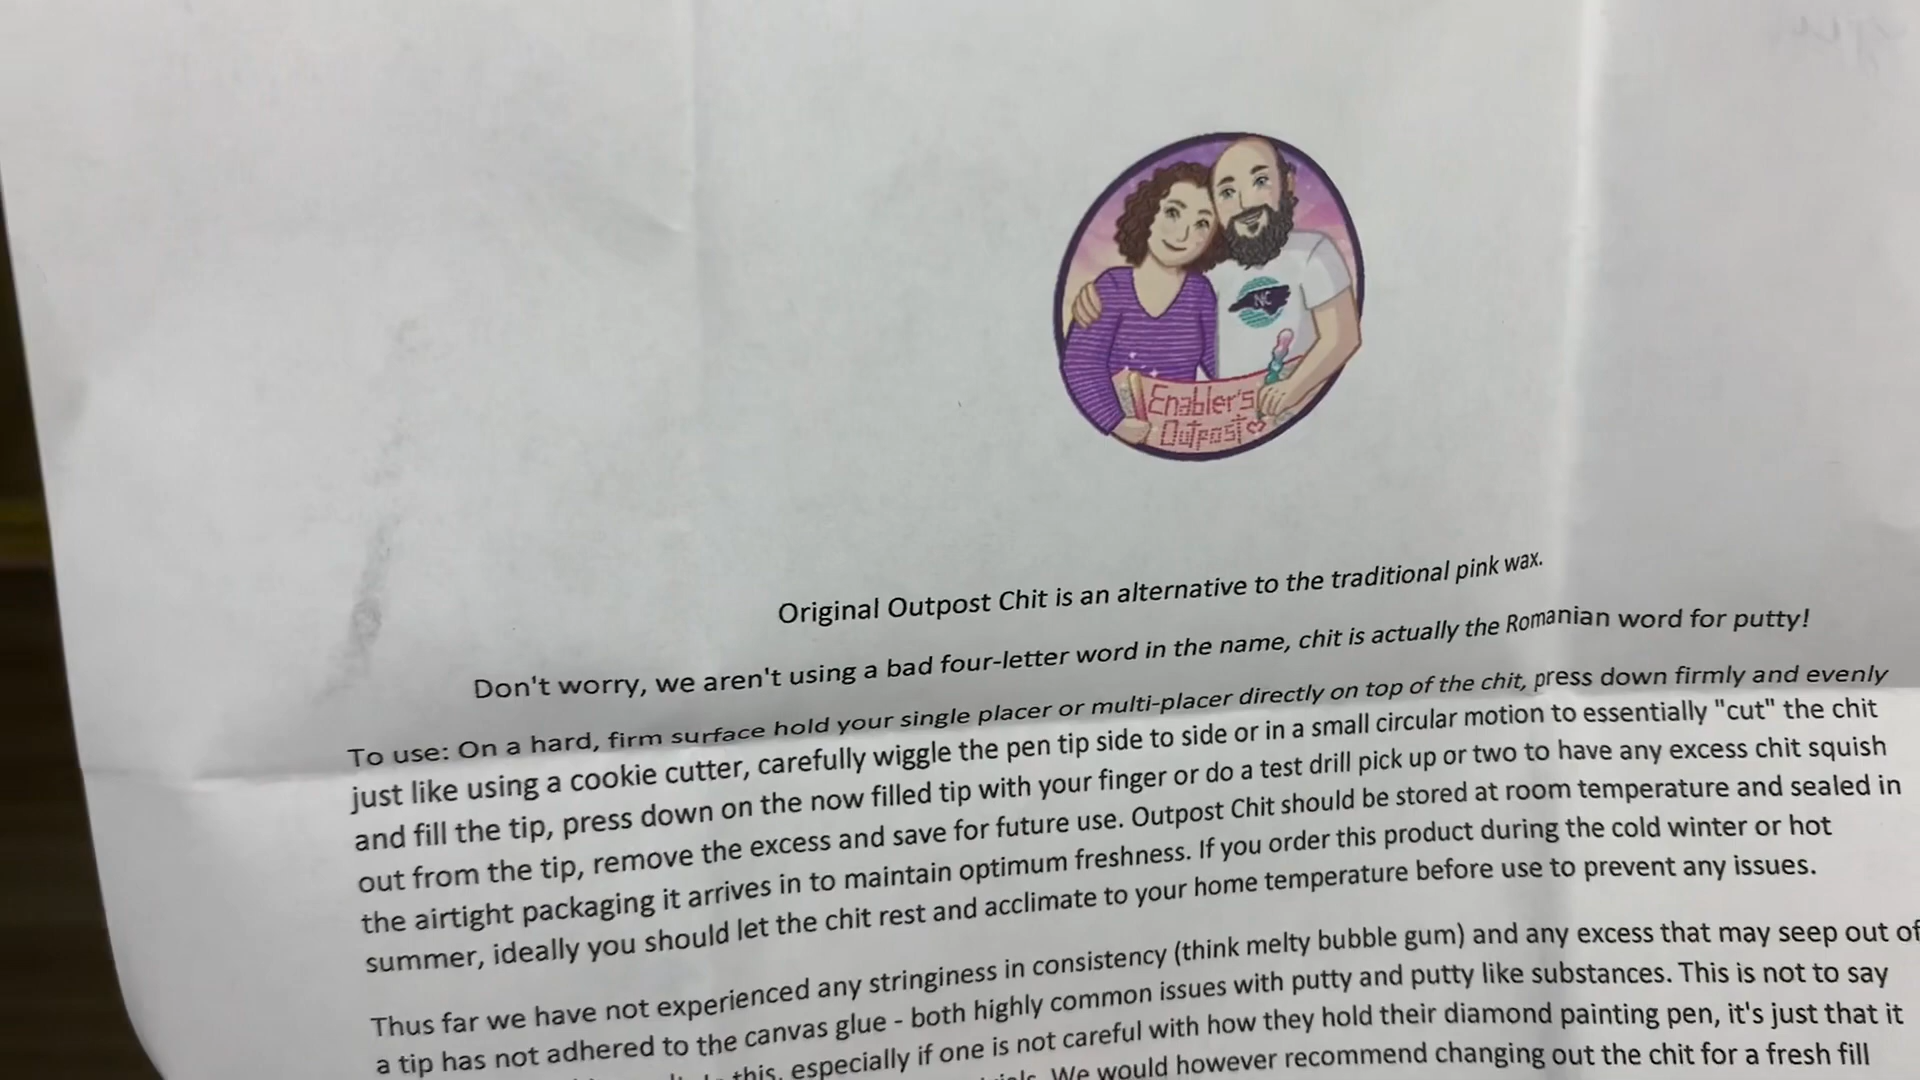 NC
Enabler's
Outpost
Original Outpost Chit is an alternative to the traditional pink wax.
Don't worry, we aren't using a bad four-letter word in the name, chit is actually the Romanian word for putty!
To use: On a hard, firm surface hold your single placer or multi-placer directly on top of the chit, press down firmly and evenly
just like using a cookie cutter, carefully wiggle the pen tip side to side or in a small circular motion to essentially "cut" the chit
and fill the tip, press down on the now filled tip with your finger or do a test drill pick up or two to have any excess chit squish
out from the tip, remove the excess and save for future use. Outpost Chit should be stored at room temperature and sealed in
the airtight packaging it arrives in to maintain optimum freshness. If you order this product during the cold winter or hot
summer, ideally you should let the chit rest and acclimate to your home temperature before use to prevent any issues.
Thus far we have not experienced any stringiness in consistency (think melty bubble gum) and any excess that may seep out of
a tip has not adhered to the canvas glue - both highly common issues with putty and putty like substances. This is not to say
this, especially if one is not careful with how they hold their diamond painting pen, it's just that it
We would however recommend changing out the chit for a fresh fill